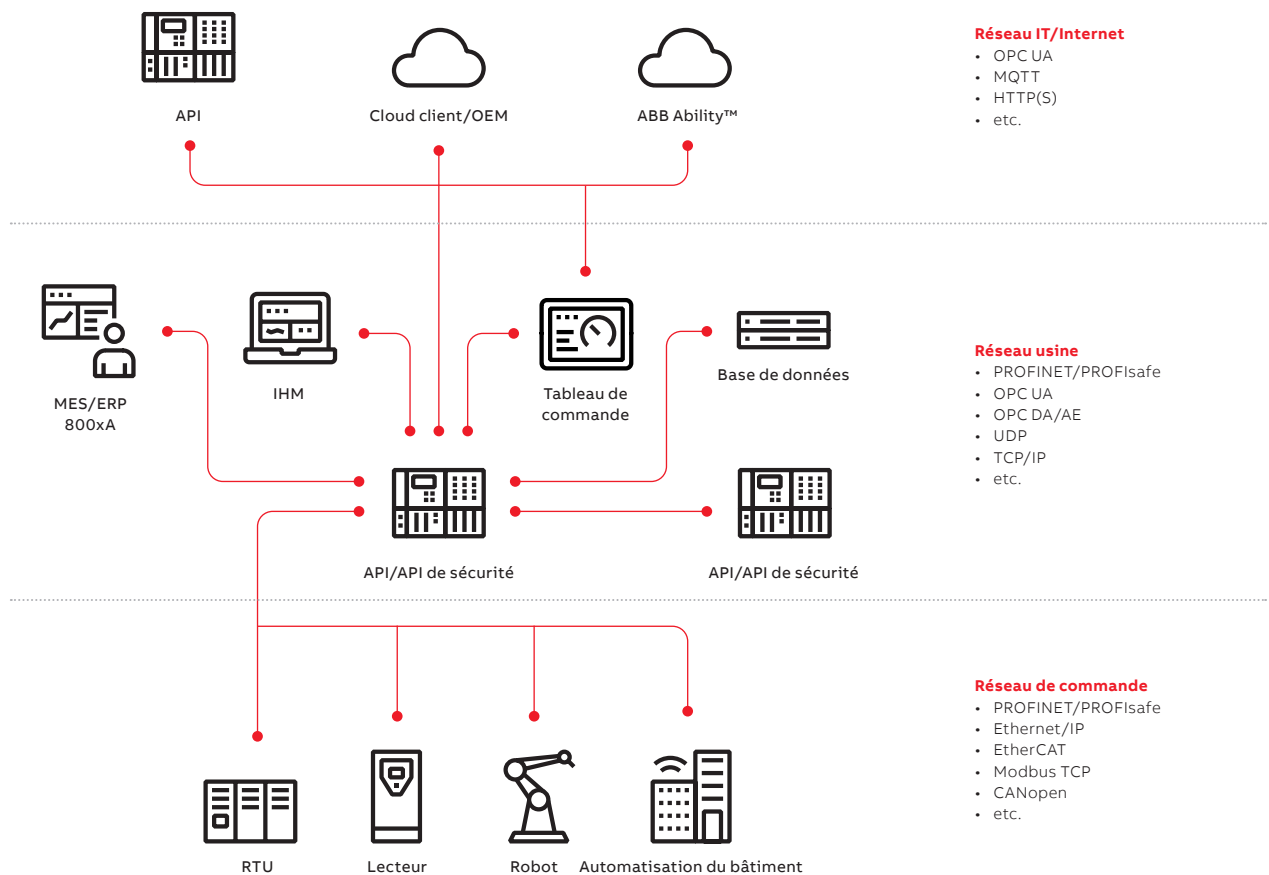 API
Cloud client/OEM
ABB Ability™
Réseau IT/Internet
• OPC UA
• MQTT
• HTTP(S)
• etc.
MES/ERP
800xA
IHM
Tableau de
commande
Base de données
Réseau usine
• PROFINET/PROFIsafe
• OPC UA
• OPC DA/AE
• UDP
• TCP/IP
• etc.
API/API de sécurité
API/API de sécurité
Réseau de commande
• PROFINET/PROFIsafe
• Ethernet/IP
• EtherCAT
• Modbus TCP
• CANopen
• etc.
RTU
Lecteur
Robot
Automatisation du bâtiment